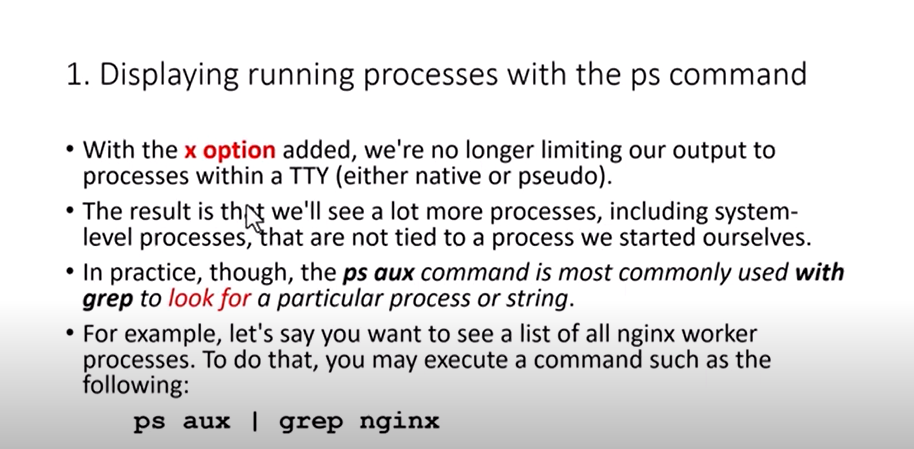 1. Displaying running processes with the ps command
• With the x option added, we're no longer limiting our output to
processes within a TTY (either native or pseudo).
• The result is that we'll see a lot more processes, including system-
level processes, that are not tied to a process we started ourselves.
• In practice, though, the ps aux command is most commonly used with
grep to look for a particular process or string.
• For example, let's say you want to see a list of all nginx worker
processes. To do that, you may execute a command such as the
following:
ps aux | grep nginx